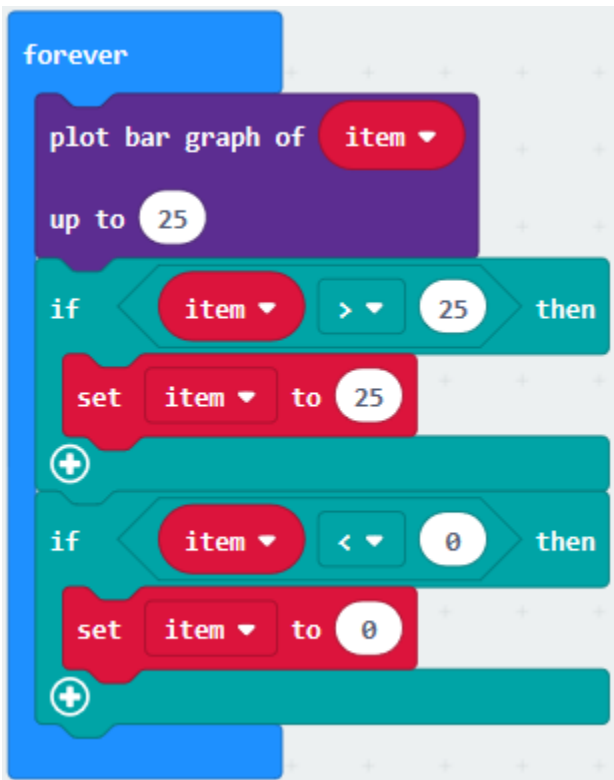 forever
plot bar graph of item
up to 25
if item > 25 then
set item to 25
if item < 0 then
set item to 0